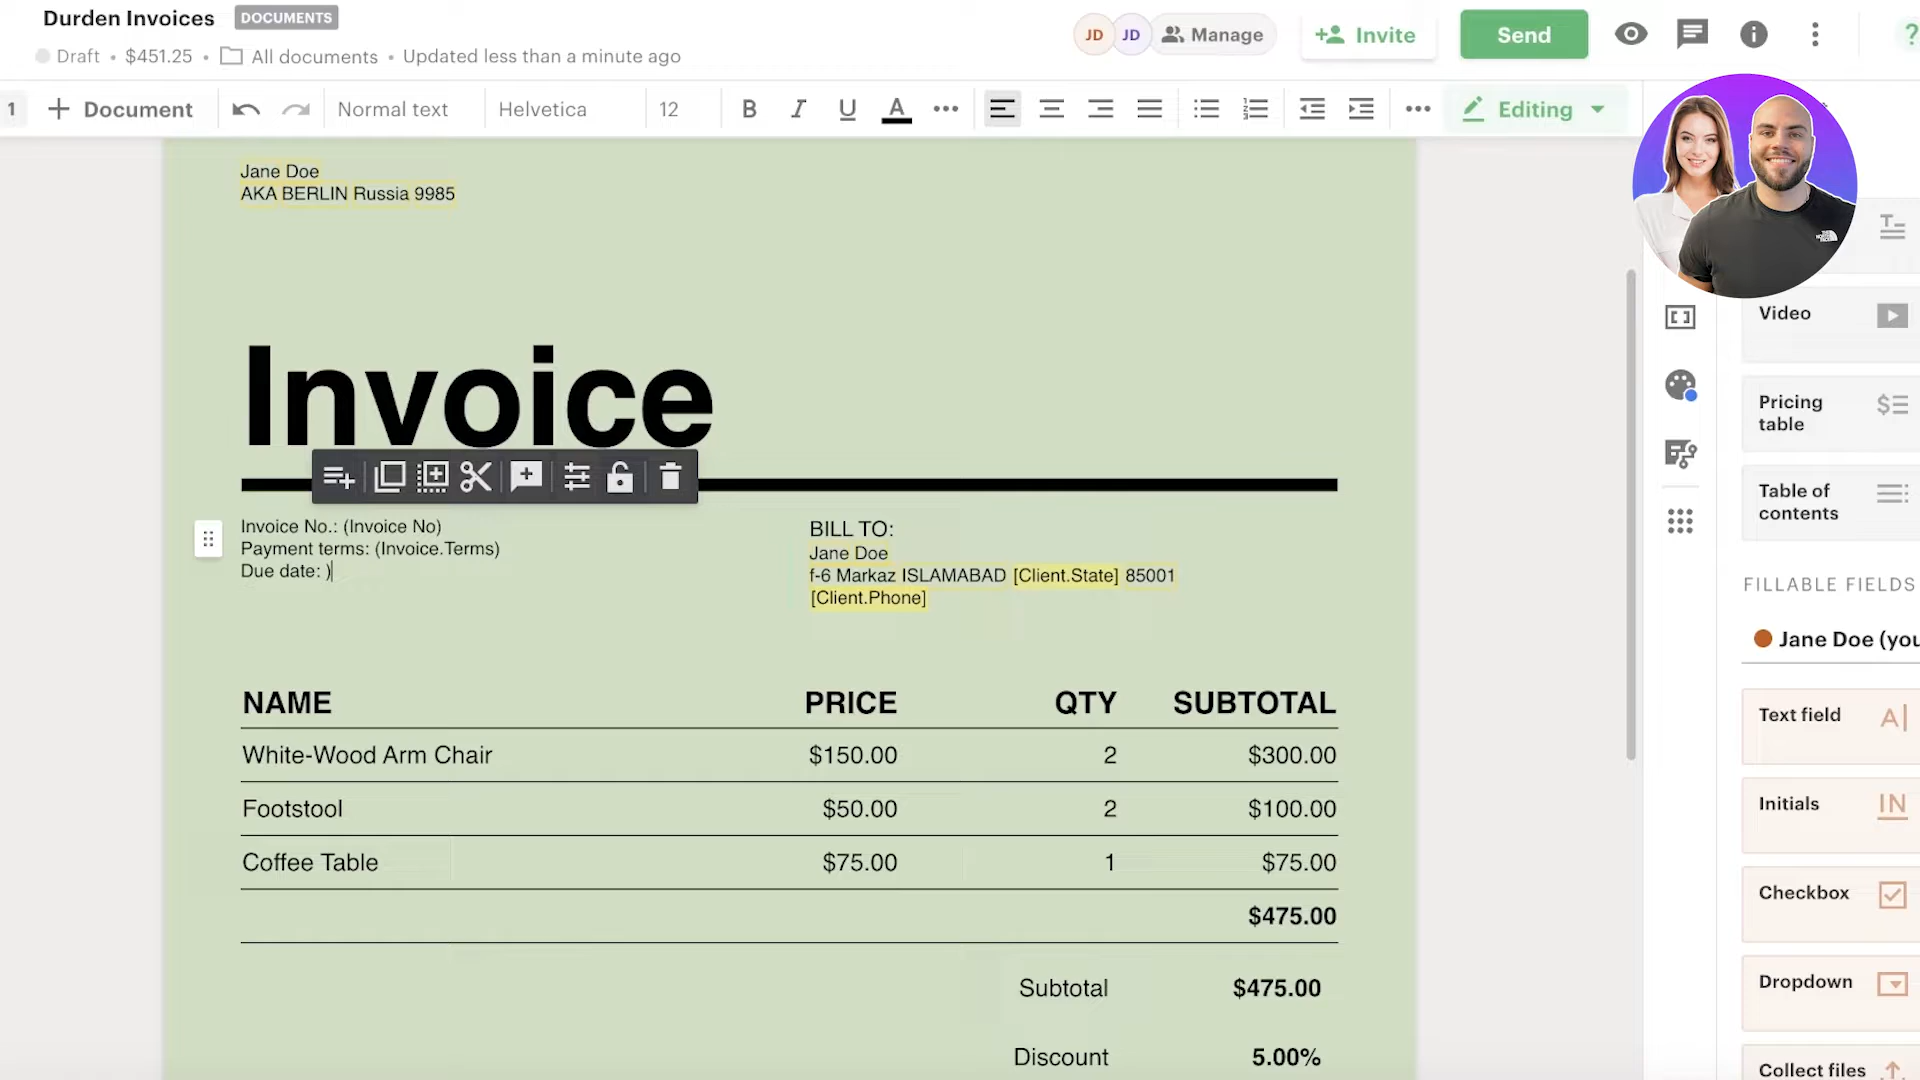 Durden Invoices DOCUMENTS
Draft • $451.25 • All documents • Updated less than a minute ago
JD JD Manage Invite Send
1 Document Normal text Helvetica 12 B I U A Editing
Jane Doe
AKA BERLIN Russia 9985
Invoice
Invoice No.: (Invoice No)
Payment terms: (Invoice.Terms)
Due date: )
BILL TO:
Jane Doe
f-6 Markaz ISLAMABAD [Client.State] 85001
[Client.Phone]
NAME PRICE QTY SUBTOTAL
White-Wood Arm Chair $150.00 2 $300.00
Footstool $50.00 2 $100.00
Coffee Table $75.00 1 $75.00
$475.00
Subtotal $475.00
Discount 5.00%
Video
Pricing
table
Table of
contents
FILLABLE FIELDS
Jane Doe (you
Text field
Initials IN
Checkbox
Dropdown
Collect files